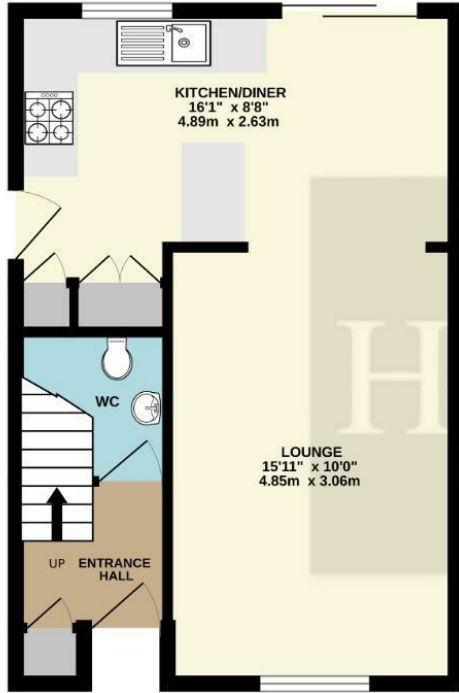 KITCHEN/DINER
16'1" x 8'8"
4.89m x 2.63m
WC
LOUNGE
15'11" x 10'0"
4.85m x 3.06m
UP
ENTRANCE
HALL
H